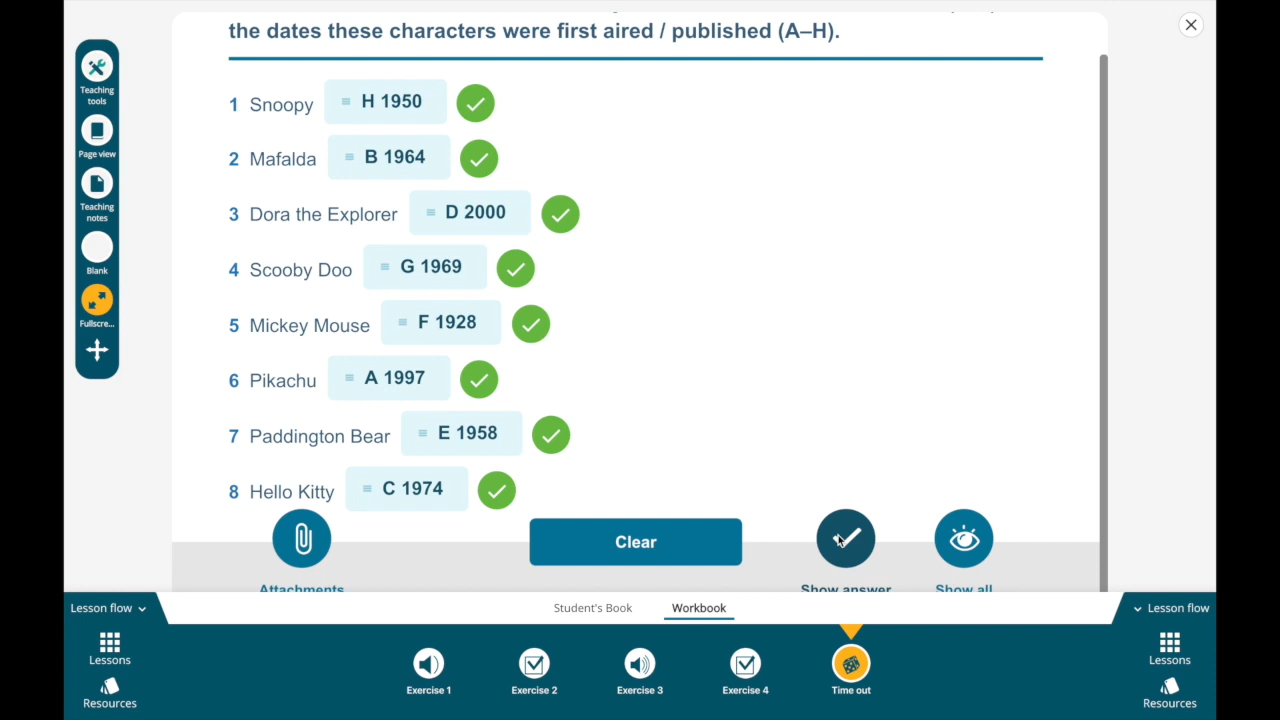 the dates these characters were first aired / published (A–H).
Teaching
tools
Page view
Teaching
notes
Blank
Fullscre...
1 Snoopy H 1950
2 Mafalda B 1964
3 Dora the Explorer D 2000
4 Scooby Doo G 1969
5 Mickey Mouse F 1928
6 Pikachu A 1997
7 Paddington Bear E 1958
8 Hello Kitty C 1974
Attachments
Clear
Show answer
Show all
Lesson flow
Student's Book
Workbook
Lesson flow
Lessons
Resources
Exercise 1
Exercise 2
Exercise 3
Exercise 4
Time out
Lessons
Resources